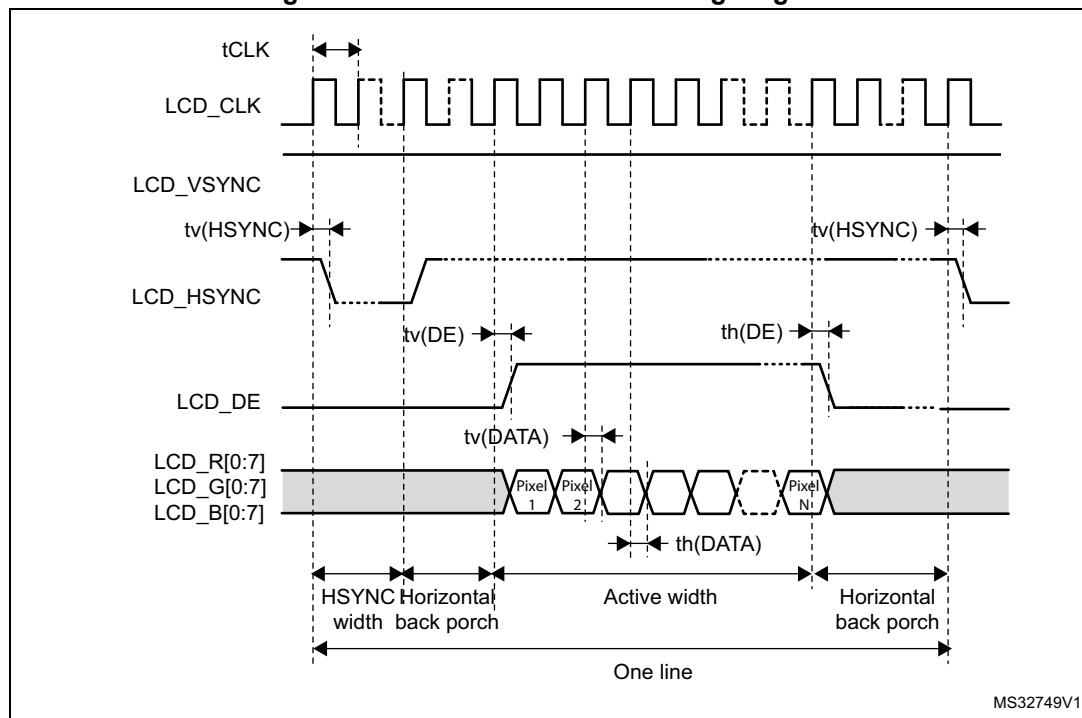 tCLK
LCD_CLK
LCD_VSYNC
tv(HSYNC)
tv(HSYNC)
LCD_HSYNC
tv(DE)
th(DE)
LCD_DE
tv(DATA)
LCD_R[0:7]
LCD_G[0:7]
LCD_B[0:7]
Pixel 1
Pixel 2
Pixel N
th(DATA)
HSYNC width
Horizontal back porch
Active width
Horizontal back porch
One line
MS32749V1